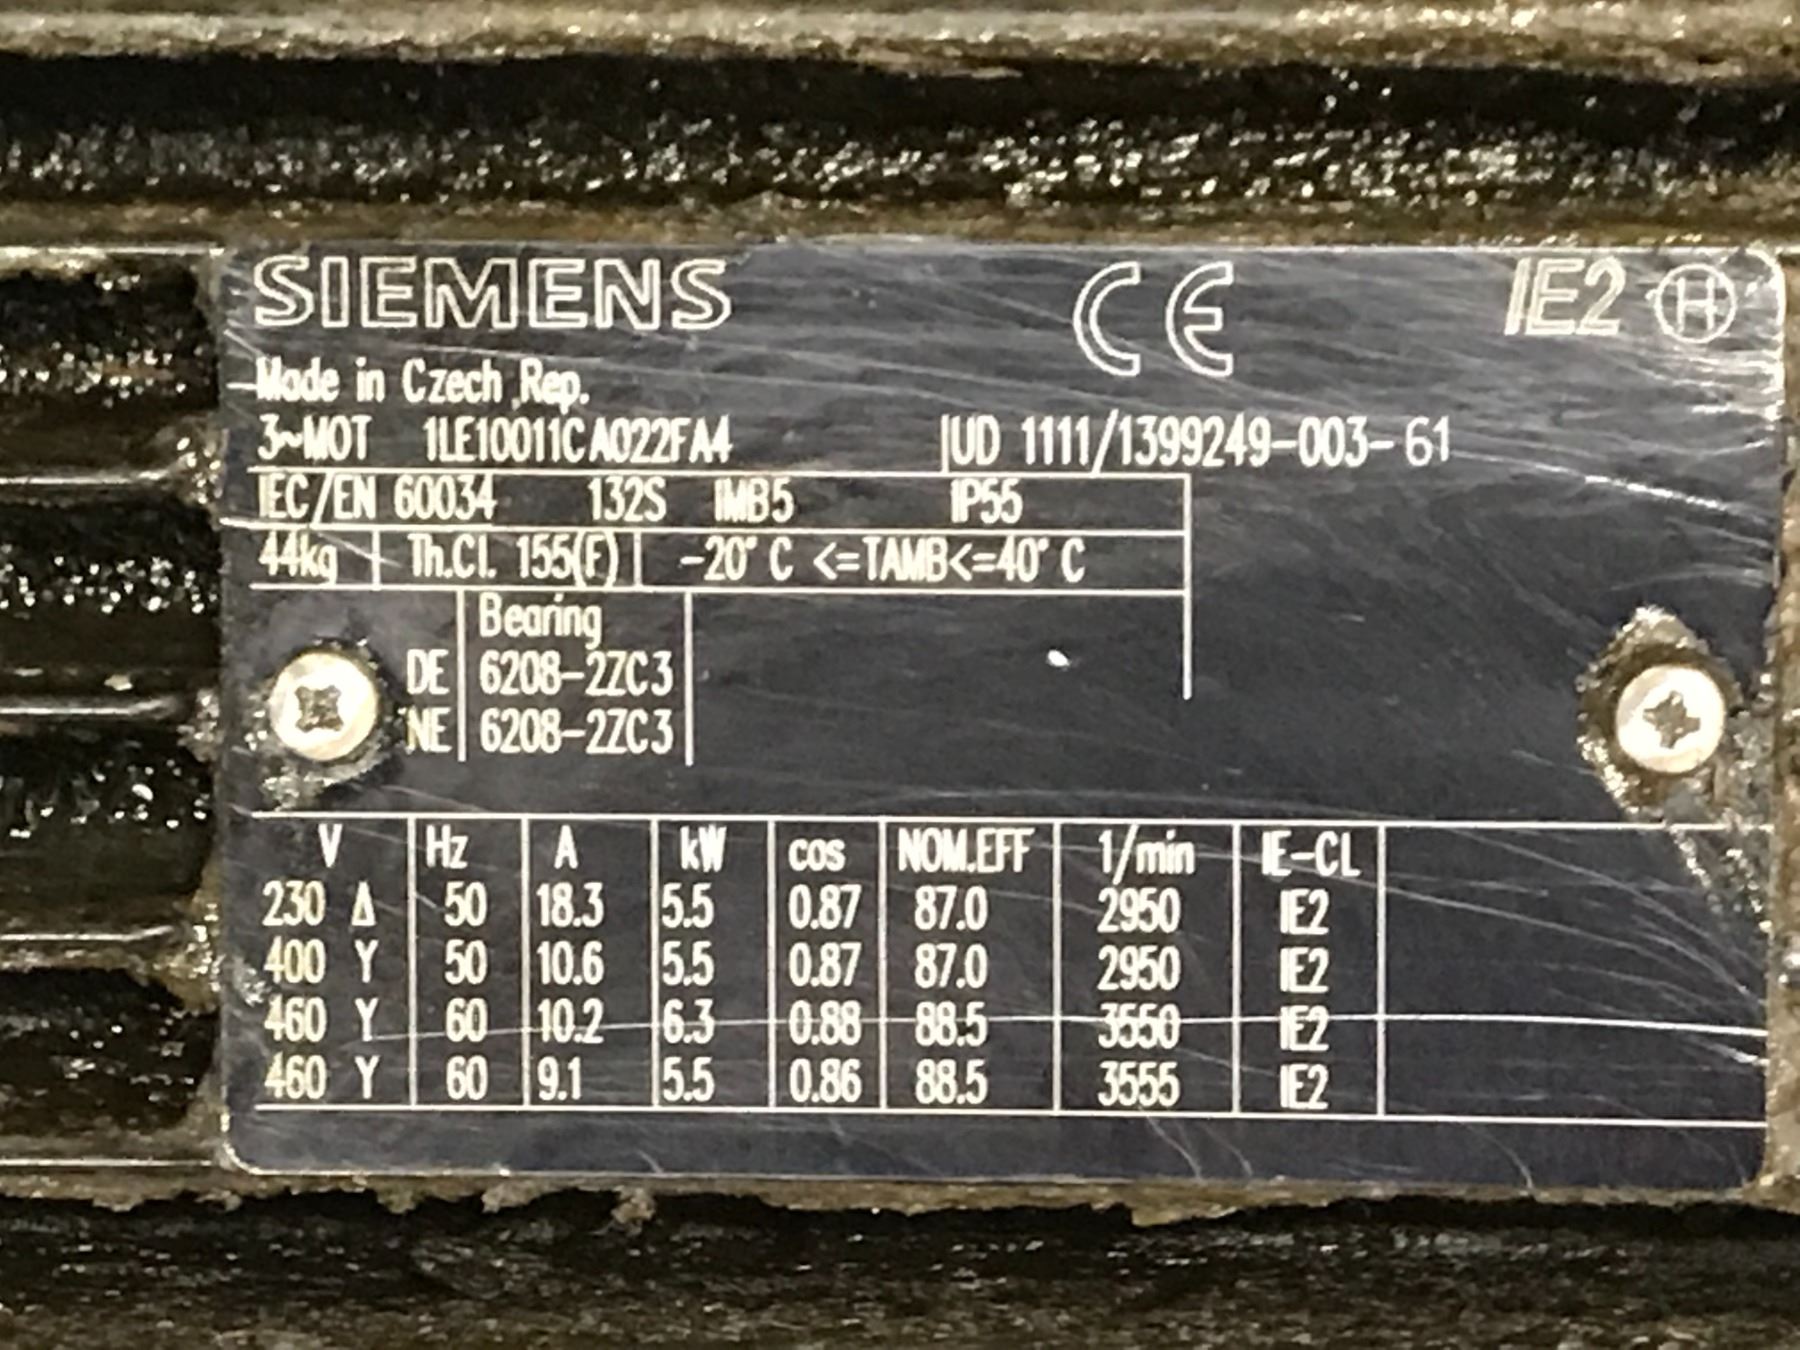 SIEMENS CE IE2 H
Made in Czech Rep.
3~MOT 1LE10011CA022FA4 UD 1111/1399249-003-61
IEC/EN 60034 132S IMB5 IP55
44kg Th.Cl. 155(F) -20°C <=TAMB<=40°C
Bearing
DE 6208-2ZC3
NE 6208-2ZC3
V Hz A kW cos NOM.EFF 1/min IE-CL
230 Δ 50 18.3 5.5 0.87 87.0 2950 IE2
400 Y 50 10.6 5.5 0.87 87.0 2950 IE2
460 Y 60 10.2 6.3 0.88 88.5 3550 IE2
460 Y 60 9.1 5.5 0.86 88.5 3555 IE2